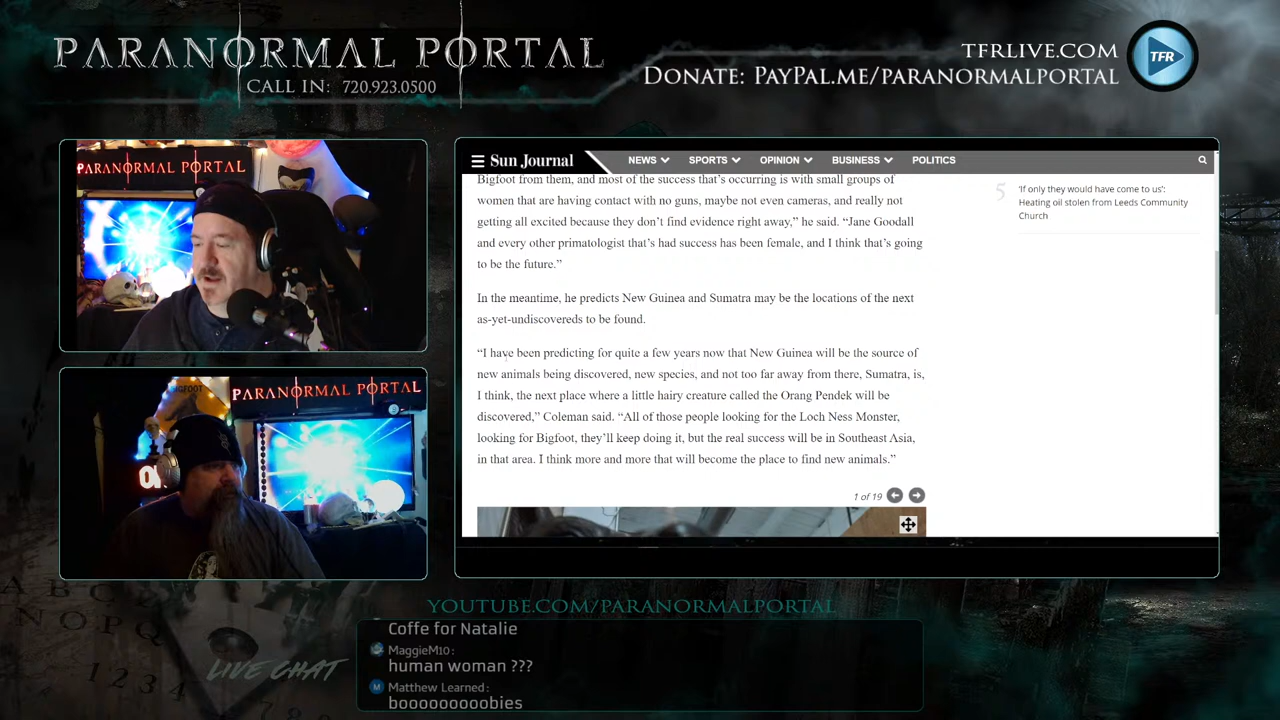 PARANORMAL PORTAL
CALL IN: 720.923.0500
TFRLIVE.COM
DONATE: PAYPAL.ME/PARANORMALPORTAL
TFR
PARANORMAL PORTAL
BIGFOOT
PARANORMAL PORTAL
ON
Sun Journal
NEWS
SPORTS
OPINION
BUSINESS
POLITICS
Bigfoot from them, and most of the success that's occurring is with small groups of
women that are having contact with no guns, maybe not even cameras, and really not
getting all excited because they don't find evidence right away,” he said. “Jane Goodall
and every other primatologist that's had success has been female, and I think that's going
to be the future.”
In the meantime, he predicts New Guinea and Sumatra may be the locations of the next
as-yet-undiscovereds to be found.
“I have been predicting for quite a few years now that New Guinea will be the source of
new animals being discovered, new species, and not too far away from there, Sumatra, is,
I think, the next place where a little hairy creature called the Orang Pendek will be
discovered,” Coleman said. “All of those people looking for the Loch Ness Monster,
looking for Bigfoot, they'll keep doing it, but the real success will be in Southeast Asia,
in that area. I think more and more that will become the place to find new animals.”
1 of 19
5
'If only they would have come to us':
Heating oil stolen from Leeds Community
Church
YOUTUBE.COM/PARANORMALPORTAL
LIVE CHAT
Coffe for Natalie
MaggieM10:
human woman ???
M
Matthew Learned:
boooooooobies
A B C
N O P Q
1 2 3 4